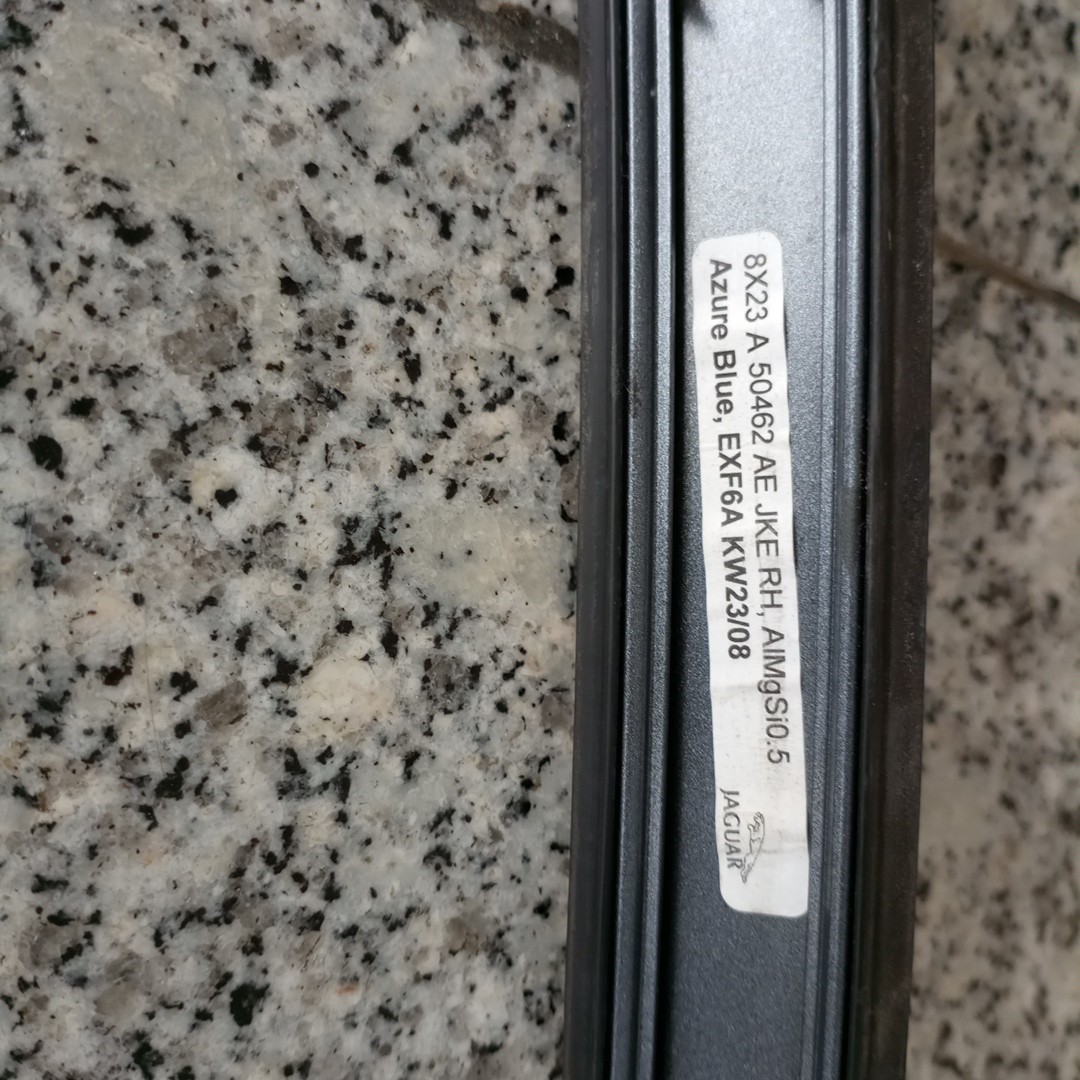 8X23 A 50462 AE JKE RH, AlMgSi0.5
Azure Blue, EXF6A KW23/08
JAGUAR